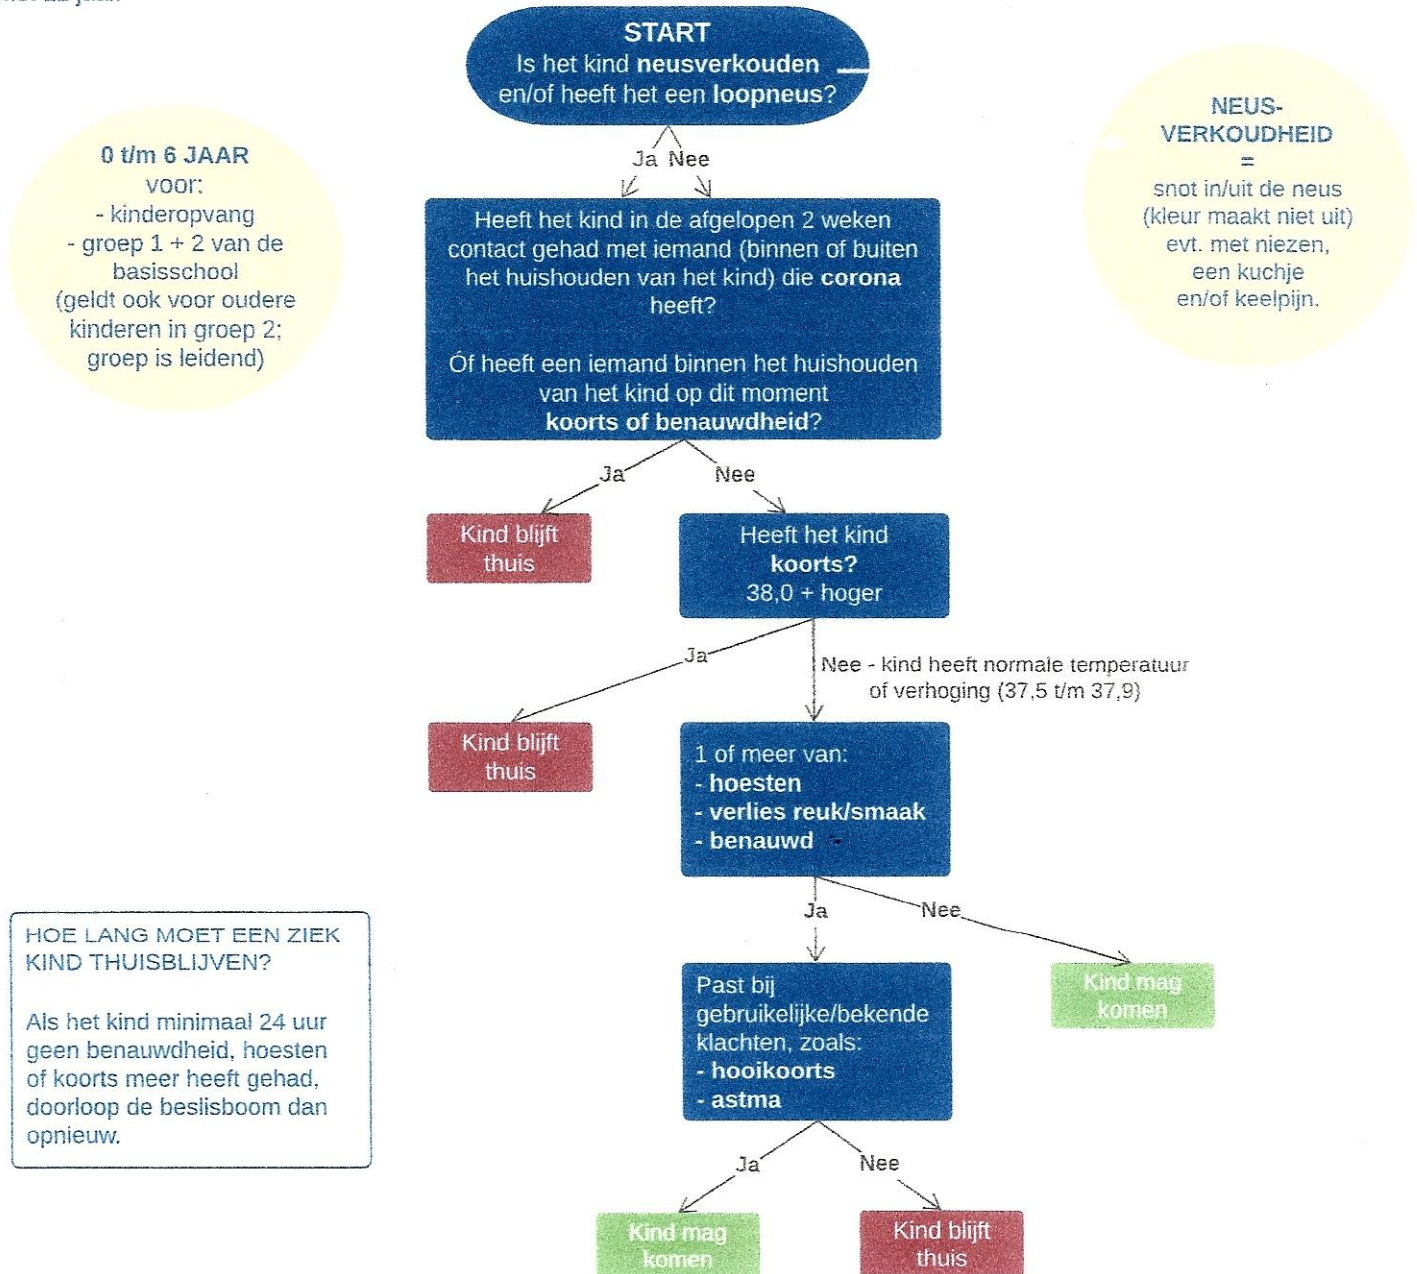 START
Is het kind neusverkouden
en/of heeft het een loopneus?
0 t/m 6 JAAR
voor:
- kinderopvang
- groep 1 + 2 van de
basisschool
(geldt ook voor oudere
kinderen in groep 2;
groep is leidend)
NEUS-
VERKOUDHEID
=
snot in/uit de neus
(kleur maakt niet uit)
evt. met niezen,
een kuchje
en/of keelpijn.
Ja Nee
Heeft het kind in de afgelopen 2 weken
contact gehad met iemand (binnen of buiten
het huishouden van het kind) die corona
heeft?
Óf heeft een iemand binnen het huishouden
van het kind op dit moment
koorts of benauwdheid?
Ja
Nee
Kind blijft
thuis
Heeft het kind
koorts?
38,0 + hoger
Ja
Nee - kind heeft normale temperatuur
of verhoging (37,5 t/m 37,9)
Kind blijft
thuis
1 of meer van:
- hoesten
- verlies reuk/smaak
- benauwd
Ja
Nee
Kind mag
komen
Past bij
gebruikelijke/bekende
klachten, zoals:
- hooikoorts
- astma
HOE LANG MOET EEN ZIEK
KIND THUISBLIJVEN?
Als het kind minimaal 24 uur
geen benauwdheid, hoesten
of koorts meer heeft gehad,
doorloop de beslisboom dan
opnieuw.
Ja
Nee
Kind mag
komen
Kind blijft
thuis